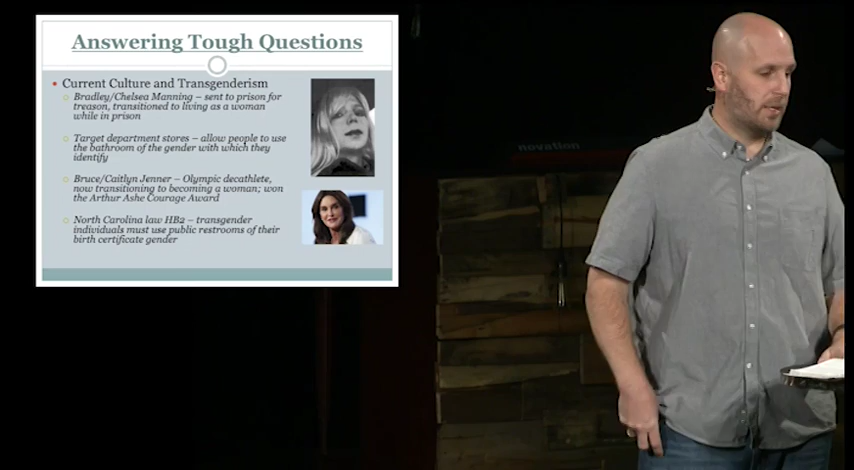 Answering Tough Questions
• Current Culture and Transgenderism
○ Bradley/Chelsea Manning – sent to prison for
treason, transitioned to living as a woman
while in prison
○ Target department stores – allow people to use
the bathroom of the gender with which they
identify
○ Bruce/Caitlyn Jenner – Olympic decathlete,
now transitioning to becoming a woman; won
the Arthur Ashe Courage Award
○ North Carolina law HB2 – transgender
individuals must use public restrooms of their
birth certificate gender
novation